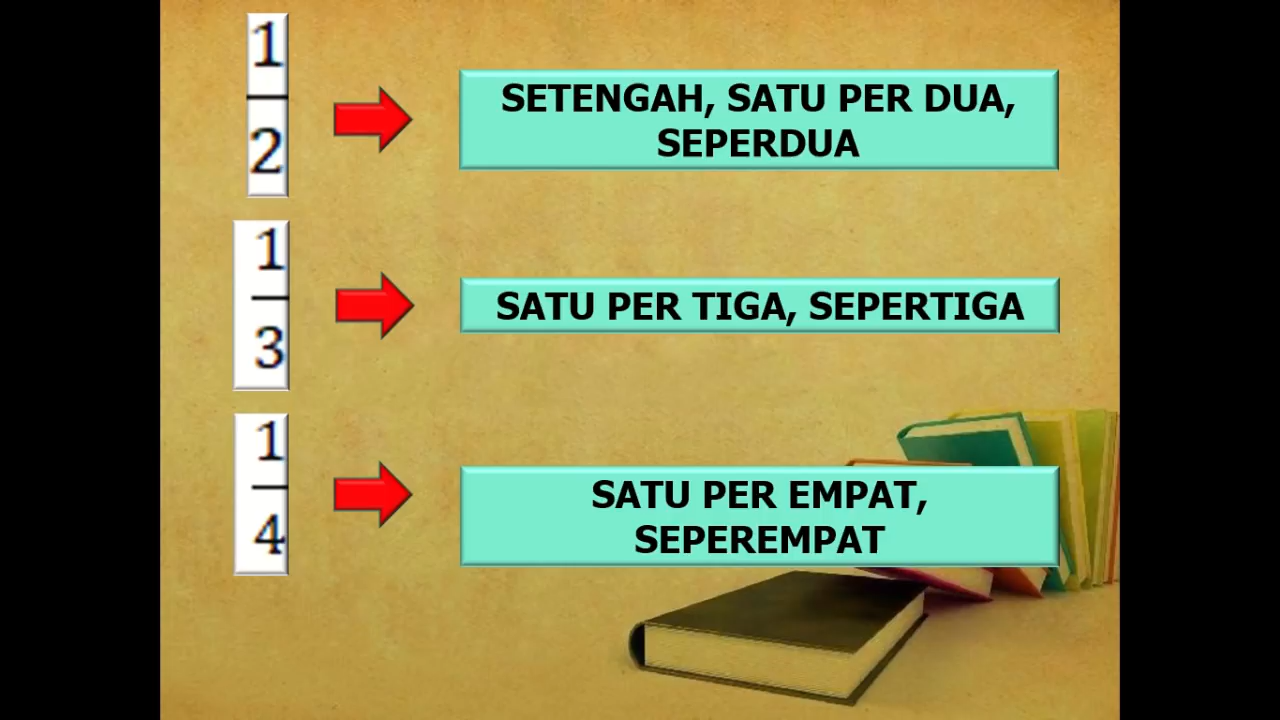 1
2
SETENGAH, SATU PER DUA,
SEPERDUA
1
3
SATU PER TIGA, SEPERTIGA
1
4
SATU PER EMPAT,
SEPEREMPAT